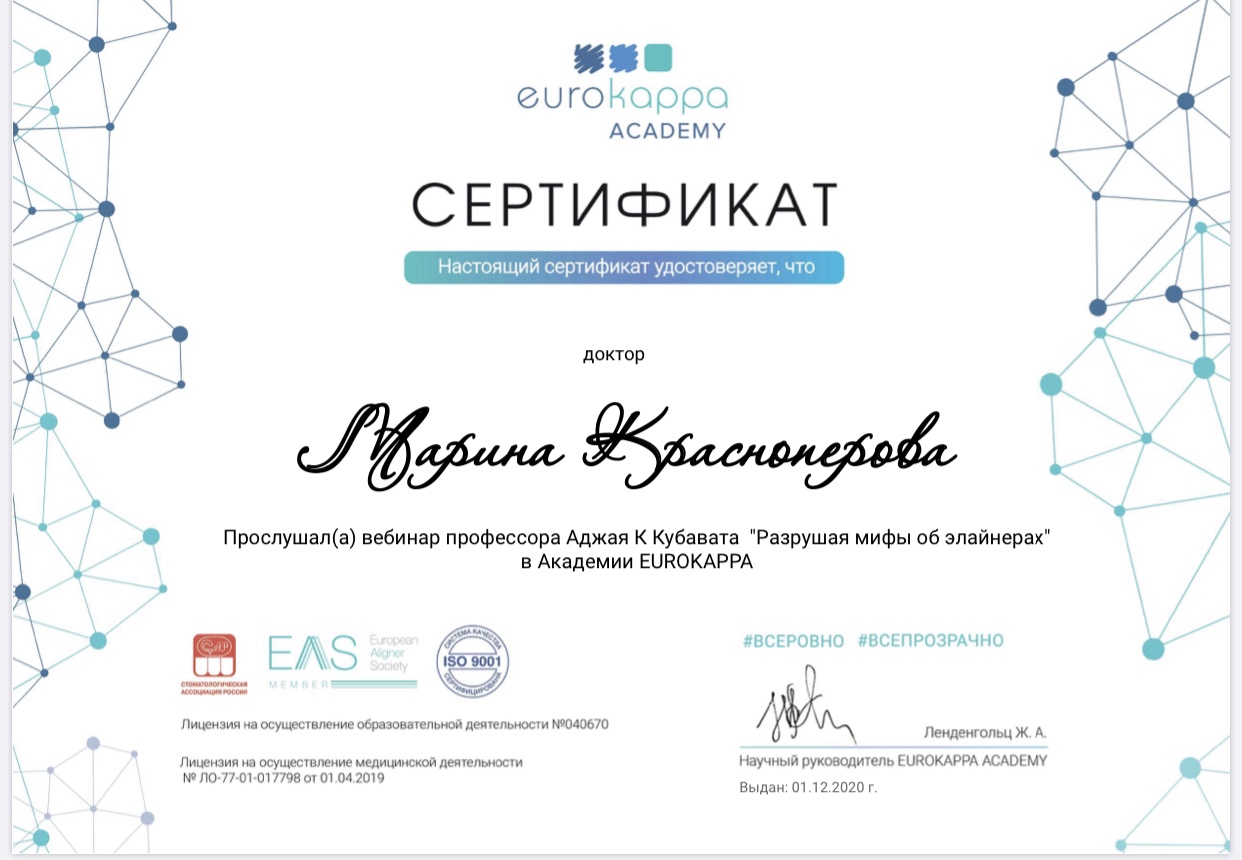 eurokappa
ACADEMY
СЕРТИФИКАТ
Настоящий сертификат удостоверяет, что
доктор
Марина Красноперова
Прослушал(а) вебинар профессора Аджая К Кубавата "Разрушая мифы об элайнерах"
в Академии EUROKAPPA
#ВСЕРОВНО #ВСЕПРОЗРАЧНО
СтАР
СТОМАТОЛОГИЧЕСКАЯ
АССОЦИАЦИЯ РОССИИ
EAS
European
Aligner
Society
MEMBER
СИСТЕМА КАЧЕСТВА
ISO 9001
СЕРТИФИЦИРОВАНА
Лицензия на осуществление образовательной деятельности №040670
Лицензия на осуществление медицинской деятельности
№ ЛО-77-01-017798 от 01.04.2019
Ленденгольц Ж. А.
Научный руководитель EUROKAPPA ACADEMY
Выдан: 01.12.2020 г.